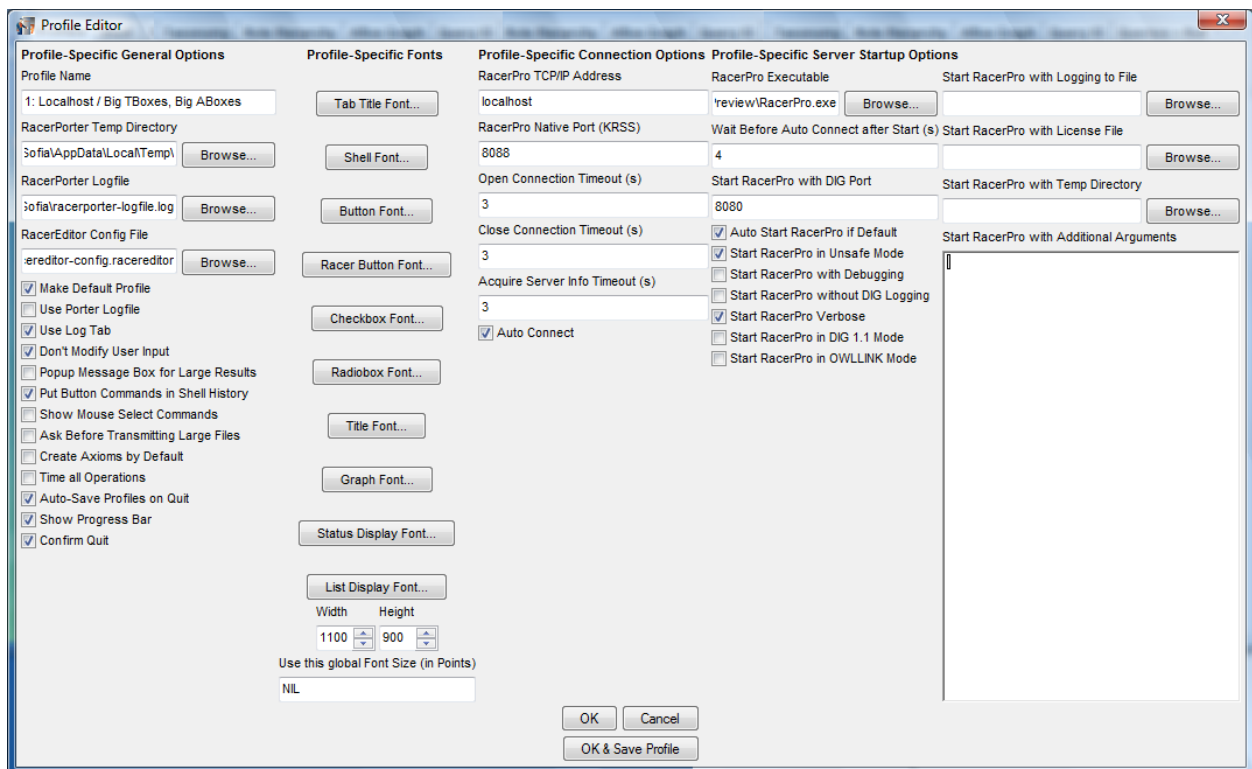 Profile Editor
Profile-Specific General Options
Profile Name
1: Localhost / Big TBoxes, Big ABoxes
RacerPorter Temp Directory
Sofia\AppData\Local\Temp\ Browse...
RacerPorter Logfile
Sofia\racerporter-logfile.log Browse...
RacerEditor Config File
ereditor-config.racereditor Browse...
Make Default Profile
Use Porter Logfile
Use Log Tab
Don't Modify User Input
Popup Message Box for Large Results
Put Button Commands in Shell History
Show Mouse Select Commands
Ask Before Transmitting Large Files
Create Axioms by Default
Time all Operations
Auto-Save Profiles on Quit
Show Progress Bar
Confirm Quit
Profile-Specific Fonts
Tab Title Font...
Shell Font...
Button Font...
Racer Button Font...
Checkbox Font...
Radiobox Font...
Title Font...
Graph Font...
Status Display Font...
List Display Font...
Width Height
1100 900
Use this global Font Size (in Points)
NIL
Profile-Specific Connection Options
RacerPro TCP/IP Address
localhost
RacerPro Native Port (KRSS)
8088
Open Connection Timeout (s)
3
Close Connection Timeout (s)
3
Acquire Server Info Timeout (s)
3
Auto Connect
Profile-Specific Server Startup Options
RacerPro Executable
review\RacerPro.exe Browse...
Wait Before Auto Connect after Start (s)
4
Start RacerPro with DIG Port
8080
Auto Start RacerPro if Default
Start RacerPro in Unsafe Mode
Start RacerPro with Debugging
Start RacerPro without DIG Logging
Start RacerPro Verbose
Start RacerPro in DIG 1.1 Mode
Start RacerPro in OWLLINK Mode
Start RacerPro with Logging to File
Browse...
Start RacerPro with License File
Browse...
Start RacerPro with Temp Directory
Browse...
Start RacerPro with Additional Arguments
OK Cancel
OK & Save Profile